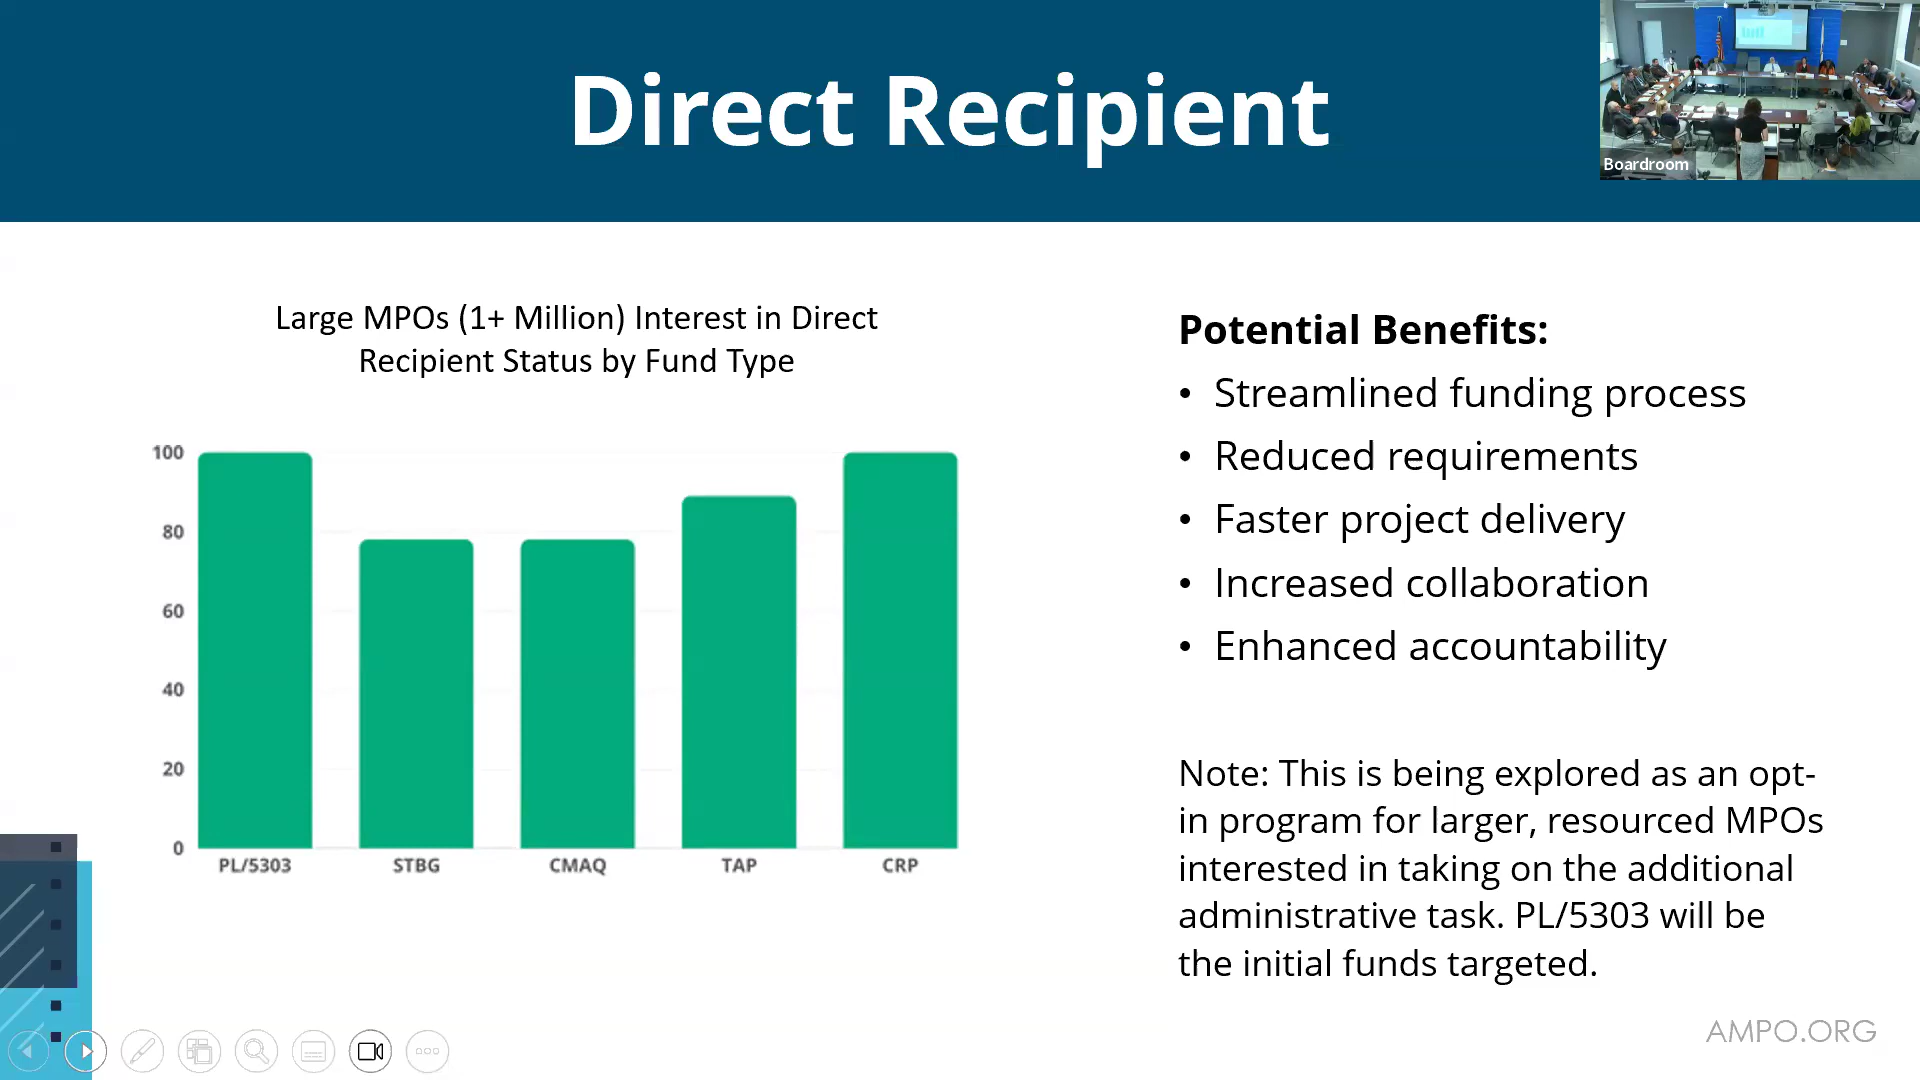 Direct Recipient
Boardroom
Large MPOs (1+ Million) Interest in Direct
Recipient Status by Fund Type
100
80
60
40
20
0
PL/5303 STBG CMAQ TAP CRP
Potential Benefits:
• Streamlined funding process
• Reduced requirements
• Faster project delivery
• Increased collaboration
• Enhanced accountability
Note: This is being explored as an opt-
in program for larger, resourced MPOs
interested in taking on the additional
administrative task. PL/5303 will be
the initial funds targeted.
AMPO.ORG